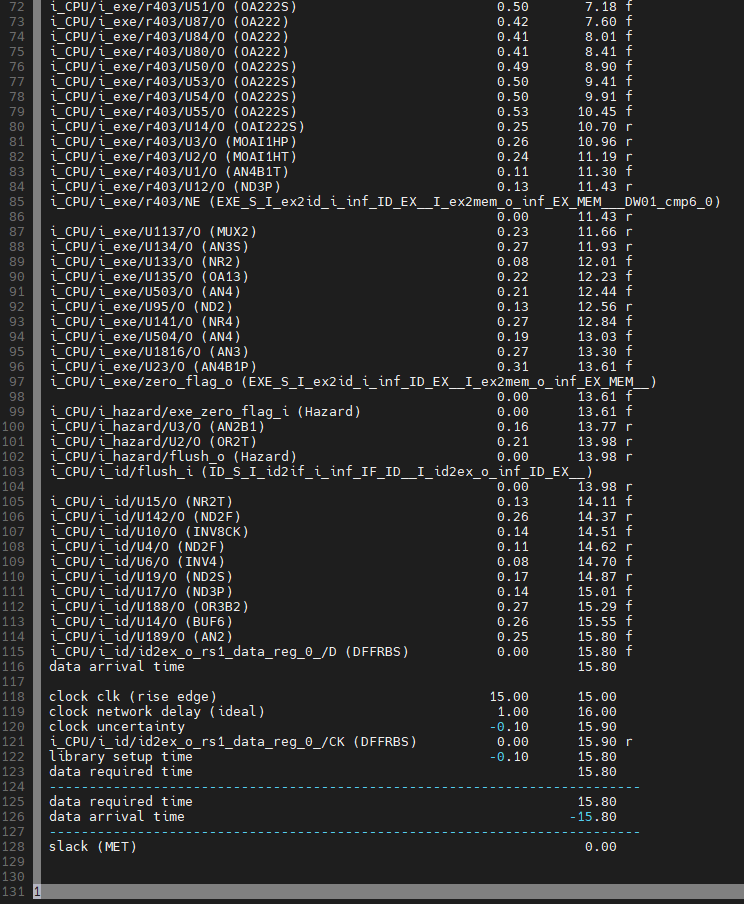 72 i_CPU/i_exe/r403/U51/O (OA222S) 0.50 7.18 f
73 i_CPU/i_exe/r403/U87/O (OA222) 0.42 7.60 f
74 i_CPU/i_exe/r403/U84/O (OA222) 0.41 8.01 f
75 i_CPU/i_exe/r403/U80/O (OA222) 0.41 8.41 f
76 i_CPU/i_exe/r403/U50/O (OA222S) 0.49 8.90 f
77 i_CPU/i_exe/r403/U53/O (OA222S) 0.50 9.41 f
78 i_CPU/i_exe/r403/U54/O (OA222S) 0.50 9.91 f
79 i_CPU/i_exe/r403/U55/O (OA222S) 0.53 10.45 f
80 i_CPU/i_exe/r403/U14/O (OAI222S) 0.25 10.70 r
81 i_CPU/i_exe/r403/U3/O (MOAI1HP) 0.26 10.96 r
82 i_CPU/i_exe/r403/U2/O (MOAI1HT) 0.24 11.19 r
83 i_CPU/i_exe/r403/U1/O (AN4B1T) 0.11 11.30 f
84 i_CPU/i_exe/r403/U12/O (ND3P) 0.13 11.43 r
85 i_CPU/i_exe/r403/NE (EXE_S_I_ex2id_i_inf_ID_EX__I_ex2mem_o_inf_EX_MEM___DW01_cmp6_0)
86 0.00 11.43 r
87 i_CPU/i_exe/U1137/O (MUX2) 0.23 11.66 r
88 i_CPU/i_exe/U134/O (AN3S) 0.27 11.93 r
89 i_CPU/i_exe/U133/O (NR2) 0.08 12.01 f
90 i_CPU/i_exe/U135/O (OA13) 0.22 12.23 f
91 i_CPU/i_exe/U503/O (AN4) 0.21 12.44 f
92 i_CPU/i_exe/U95/O (ND2) 0.13 12.56 r
93 i_CPU/i_exe/U141/O (NR4) 0.27 12.84 f
94 i_CPU/i_exe/U504/O (AN4) 0.19 13.03 f
95 i_CPU/i_exe/U1816/O (AN3) 0.27 13.30 f
96 i_CPU/i_exe/U23/O (AN4B1P) 0.31 13.61 f
97 i_CPU/i_exe/zero_flag_o (EXE_S_I_ex2id_i_inf_ID_EX__I_ex2mem_o_inf_EX_MEM__)
98 0.00 13.61 f
99 i_CPU/i_hazard/exe_zero_flag_i (Hazard) 0.00 13.61 f
100 i_CPU/i_hazard/U3/O (AN2B1) 0.16 13.77 r
101 i_CPU/i_hazard/U2/O (OR2T) 0.21 13.98 r
102 i_CPU/i_hazard/flush_o (Hazard) 0.00 13.98 r
103 i_CPU/i_id/flush_i (ID_S_I_id2if_i_inf_IF_ID__I_id2ex_o_inf_ID_EX__)
104 0.00 13.98 r
105 i_CPU/i_id/U15/O (NR2T) 0.13 14.11 f
106 i_CPU/i_id/U142/O (ND2F) 0.26 14.37 r
107 i_CPU/i_id/U10/O (INV8CK) 0.14 14.51 f
108 i_CPU/i_id/U4/O (ND2F) 0.11 14.62 r
109 i_CPU/i_id/U6/O (INV4) 0.08 14.70 f
110 i_CPU/i_id/U19/O (ND2S) 0.17 14.87 r
111 i_CPU/i_id/U17/O (ND3P) 0.14 15.01 f
112 i_CPU/i_id/U188/O (OR3B2) 0.27 15.29 f
113 i_CPU/i_id/U14/O (BUF6) 0.26 15.55 f
114 i_CPU/i_id/U189/O (AN2) 0.25 15.80 f
115 i_CPU/i_id/id2ex_o_rs1_data_reg_0_/D (DFFRBS) 0.00 15.80 f
116 data arrival time 15.80
117
118 clock clk (rise edge) 15.00 15.00
119 clock network delay (ideal) 1.00 16.00
120 clock uncertainty -0.10 15.90
121 i_CPU/i_id/id2ex_o_rs1_data_reg_0_/CK (DFFRBS) 0.00 15.90 r
122 library setup time -0.10 15.80
123 data required time 15.80
124 --------------------------------------------------------------------------
125 data required time 15.80
126 data arrival time -15.80
127 --------------------------------------------------------------------------
128 slack (MET) 0.00
129
130
131 1